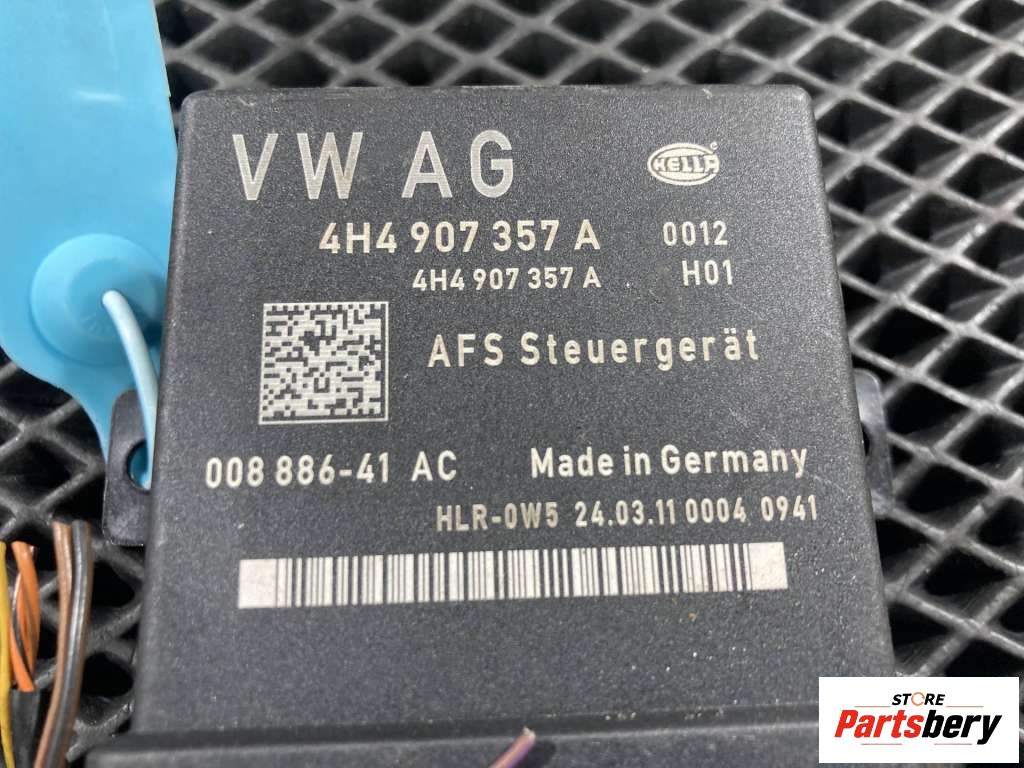 VW AG HELLA
4H4 907 357 A 0012
4H4 907 357 A H01
AFS Steuergerät
008 886-41 AC Made in Germany
HLR-0W5 24.03.11 0004 0941
STORE
Partsbery